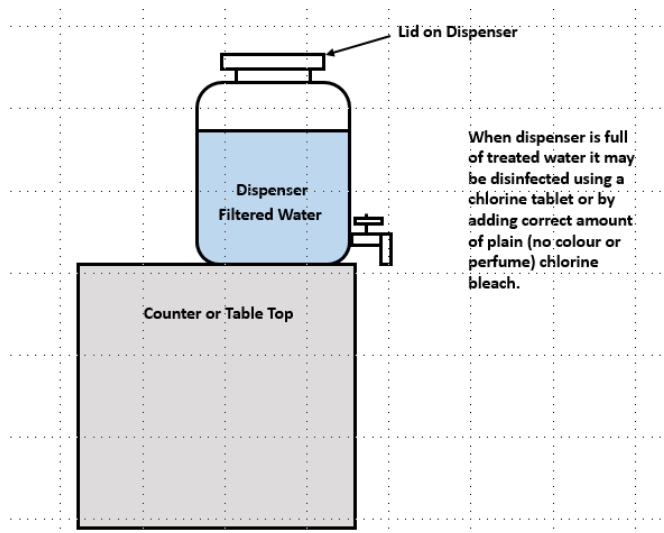 Lid on Dispenser
When dispenser is full
of treated water it may
be disinfected using a
chlorine tablet or by
adding correct amount
of plain (no colour or
perfume) chlorine
bleach.
Dispenser
Filtered Water
Counter or Table Top